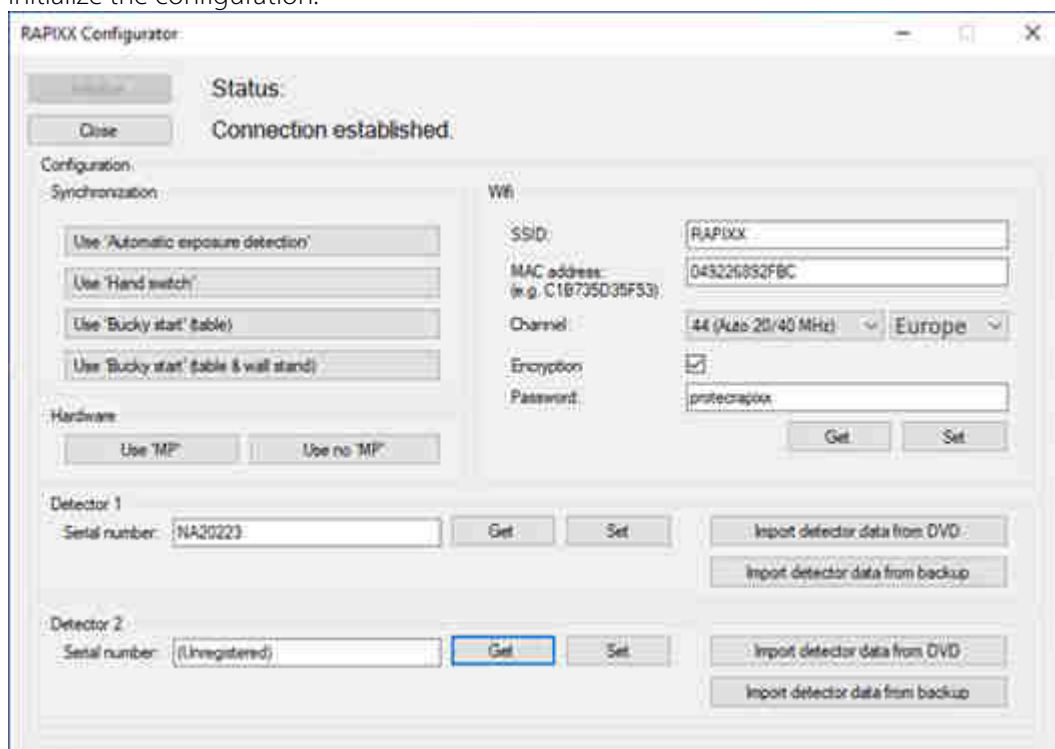 initialize the configuration.
RAPIXX Configurator
Status:
Close
Connection established.
Configuration
Synchronization
Use 'Automatic exposure detection'
Use 'Hand switch'
Use 'Bucky start' (table)
Use 'Bucky start' (table & wall stand)
Hardware
Use 'MP'
Use no 'MP'
Wifi
SSID:
RAPIXX
MAC address:
(e.g. C1B735D35F53)
049226892FBC
Channel
44 (Auto 20/40 MHz)
Europe
Encryption
Password:
protecrapixx
Get
Set
Detector 1
Serial number:
NA20223
Get
Set
Import detector data from DVD
Import detector data from backup
Detector 2
Serial number:
(Unregistered)
Get
Set
Import detector data from DVD
Import detector data from backup